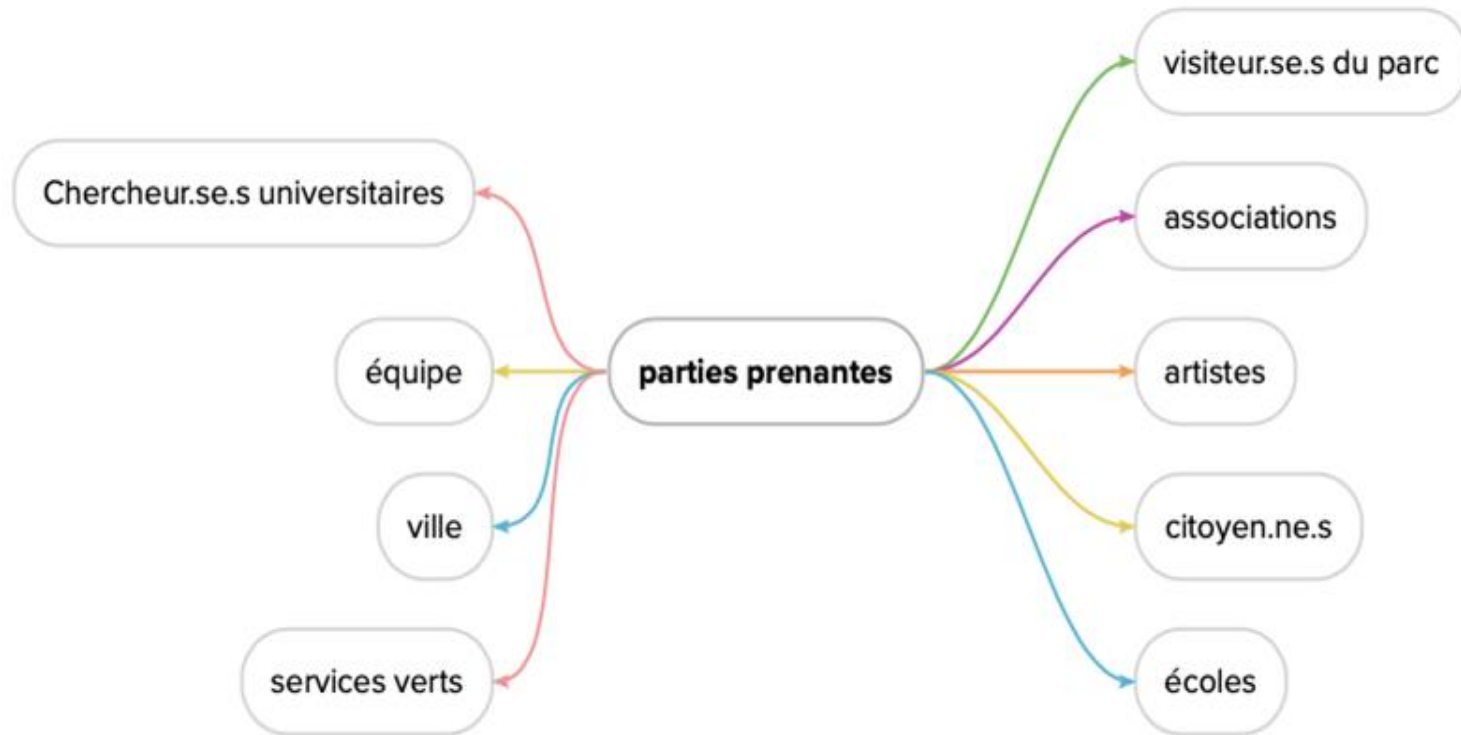 visiteur.se.s du parc
Chercheur.se.s universitaires
associations
équipe
parties prenantes
artistes
ville
citoyen.ne.s
services verts
écoles